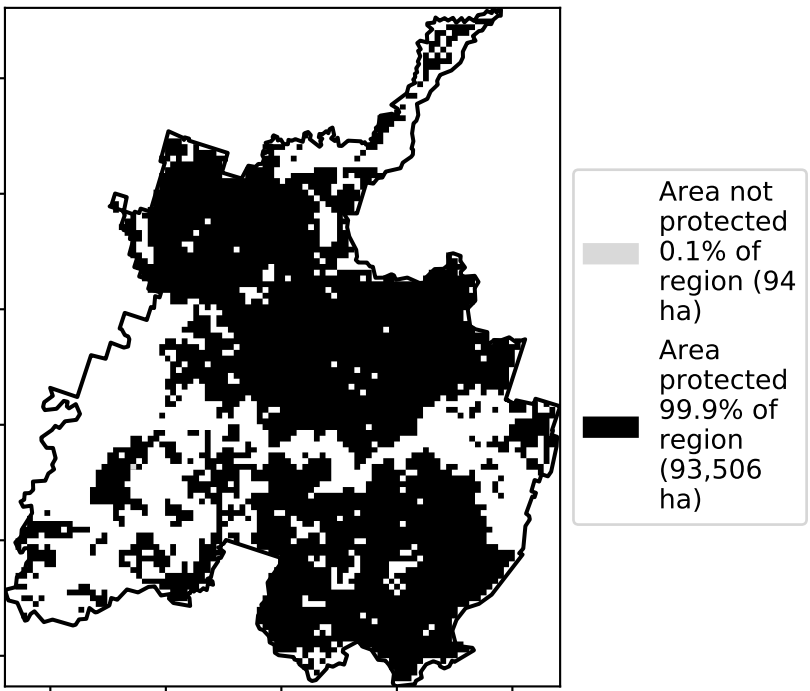 Area not
protected
0.1% of
region (94
ha)
Area
protected
99.9% of
region
(93,506
ha)